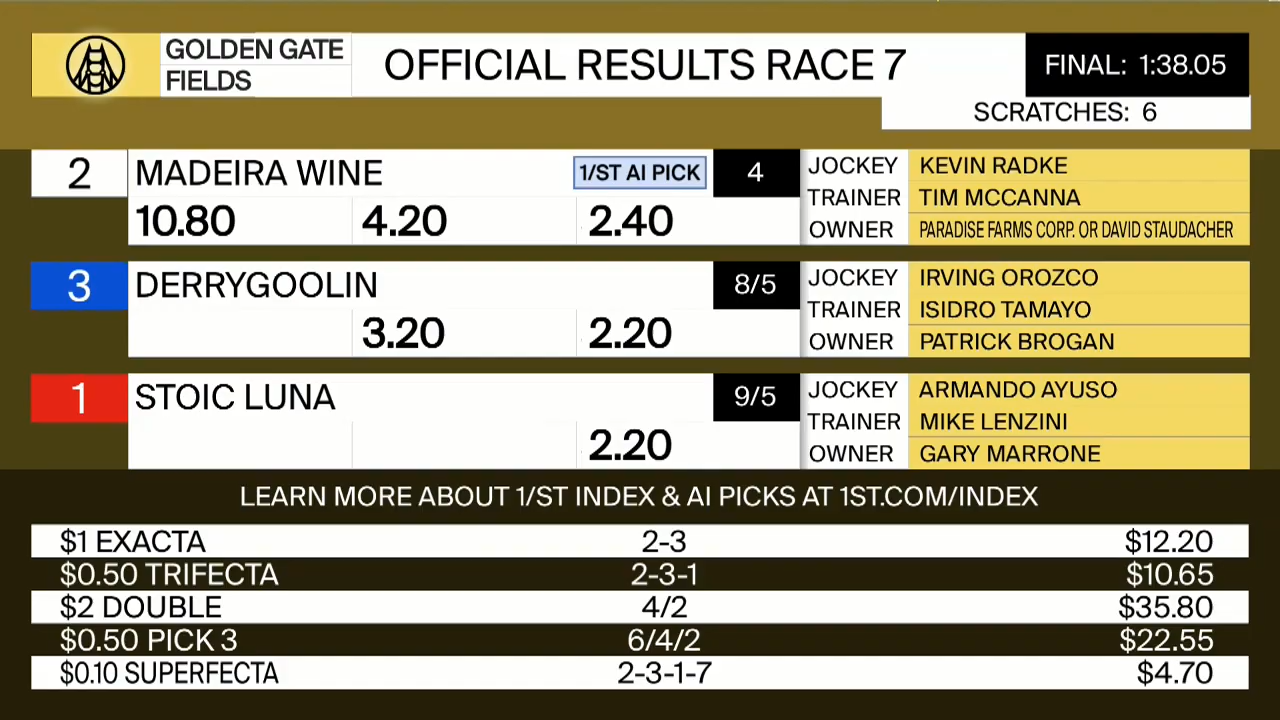 GOLDEN GATE
FIELDS
OFFICIAL RESULTS RACE 7
FINAL: 1:38.05
SCRATCHES: 6
2 MADEIRA WINE 1/ST AI PICK 4
10.80 4.20 2.40
JOCKEY KEVIN RADKE
TRAINER TIM MCCANNA
OWNER PARADISE FARMS CORP. OR DAVID STAUDACHER
3 DERRYGOOLIN 8/5
3.20 2.20
JOCKEY IRVING OROZCO
TRAINER ISIDRO TAMAYO
OWNER PATRICK BROGAN
1 STOIC LUNA 9/5
2.20
JOCKEY ARMANDO AYUSO
TRAINER MIKE LENZINI
OWNER GARY MARRONE
LEARN MORE ABOUT 1/ST INDEX & AI PICKS AT 1ST.COM/INDEX
$1 EXACTA 2-3 $12.20
$0.50 TRIFECTA 2-3-1 $10.65
$2 DOUBLE 4/2 $35.80
$0.50 PICK 3 6/4/2 $22.55
$0.10 SUPERFECTA 2-3-1-7 $4.70